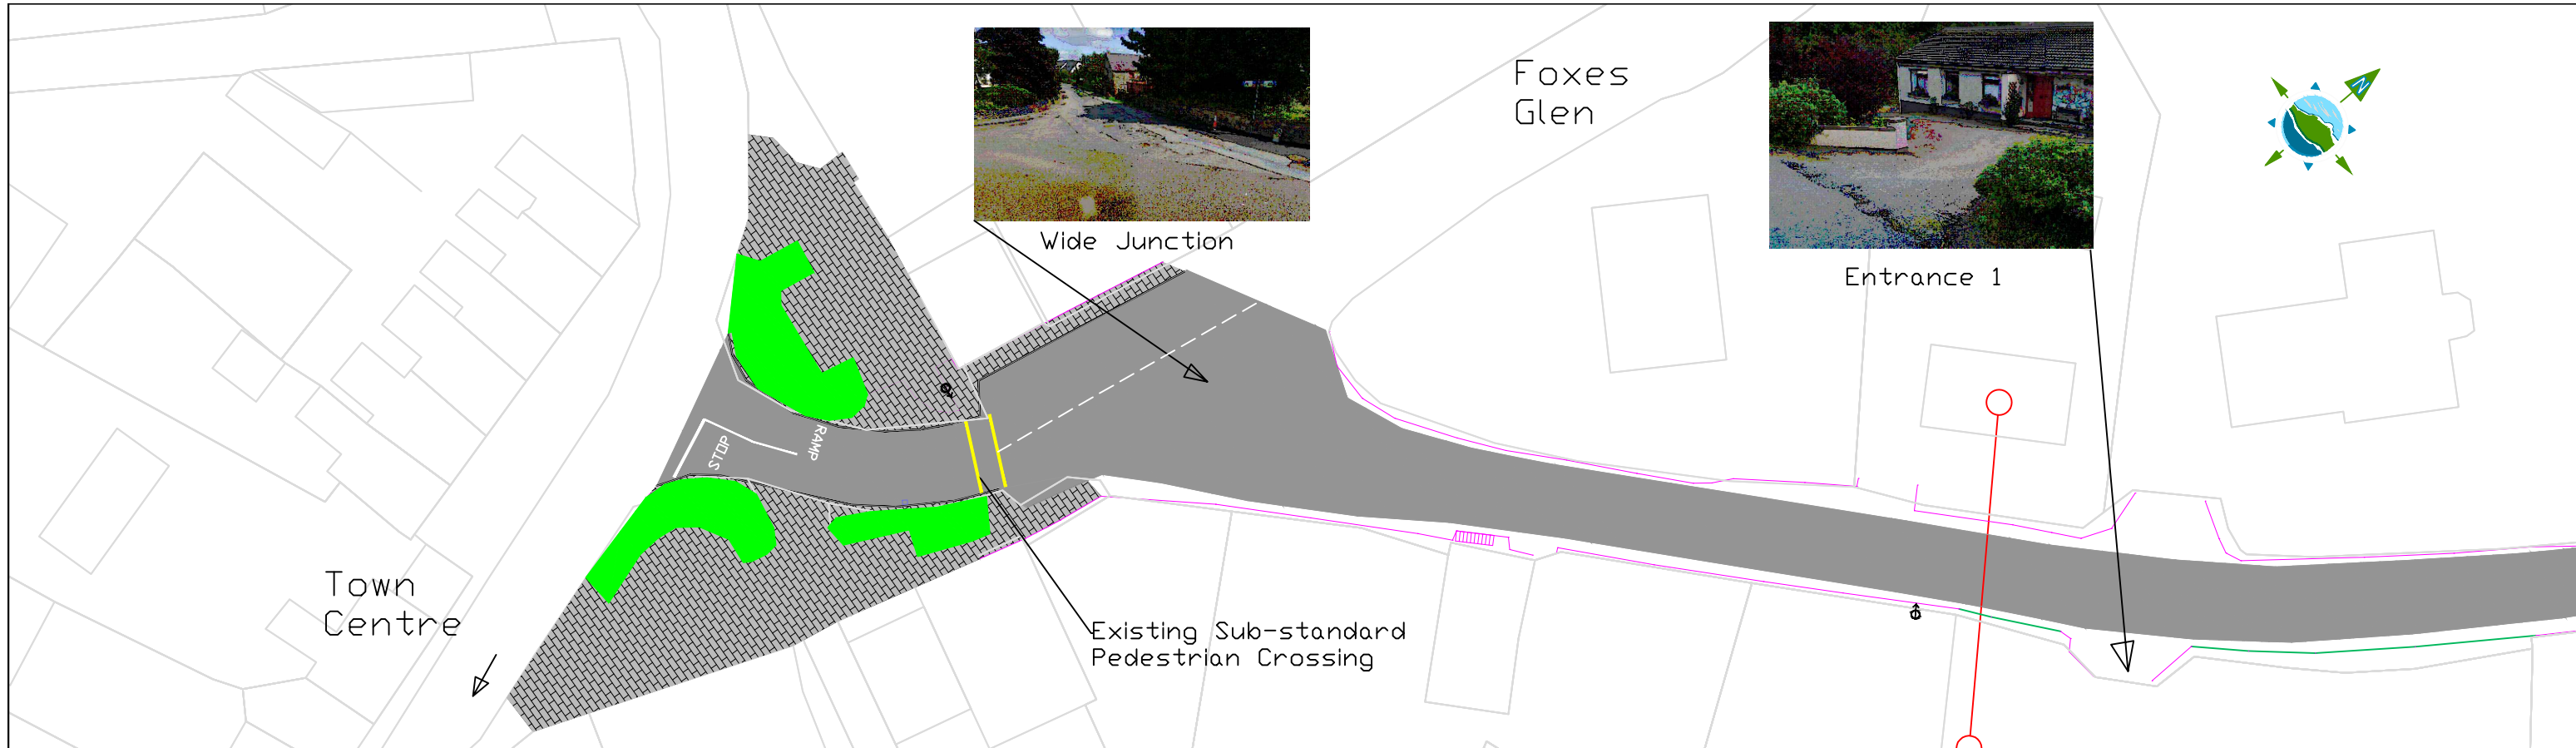 Foxes
Glen
N
Wide Junction
Entrance 1
STOP
RAMP
Town
Centre
Existing Sub-standard
Pedestrian Crossing